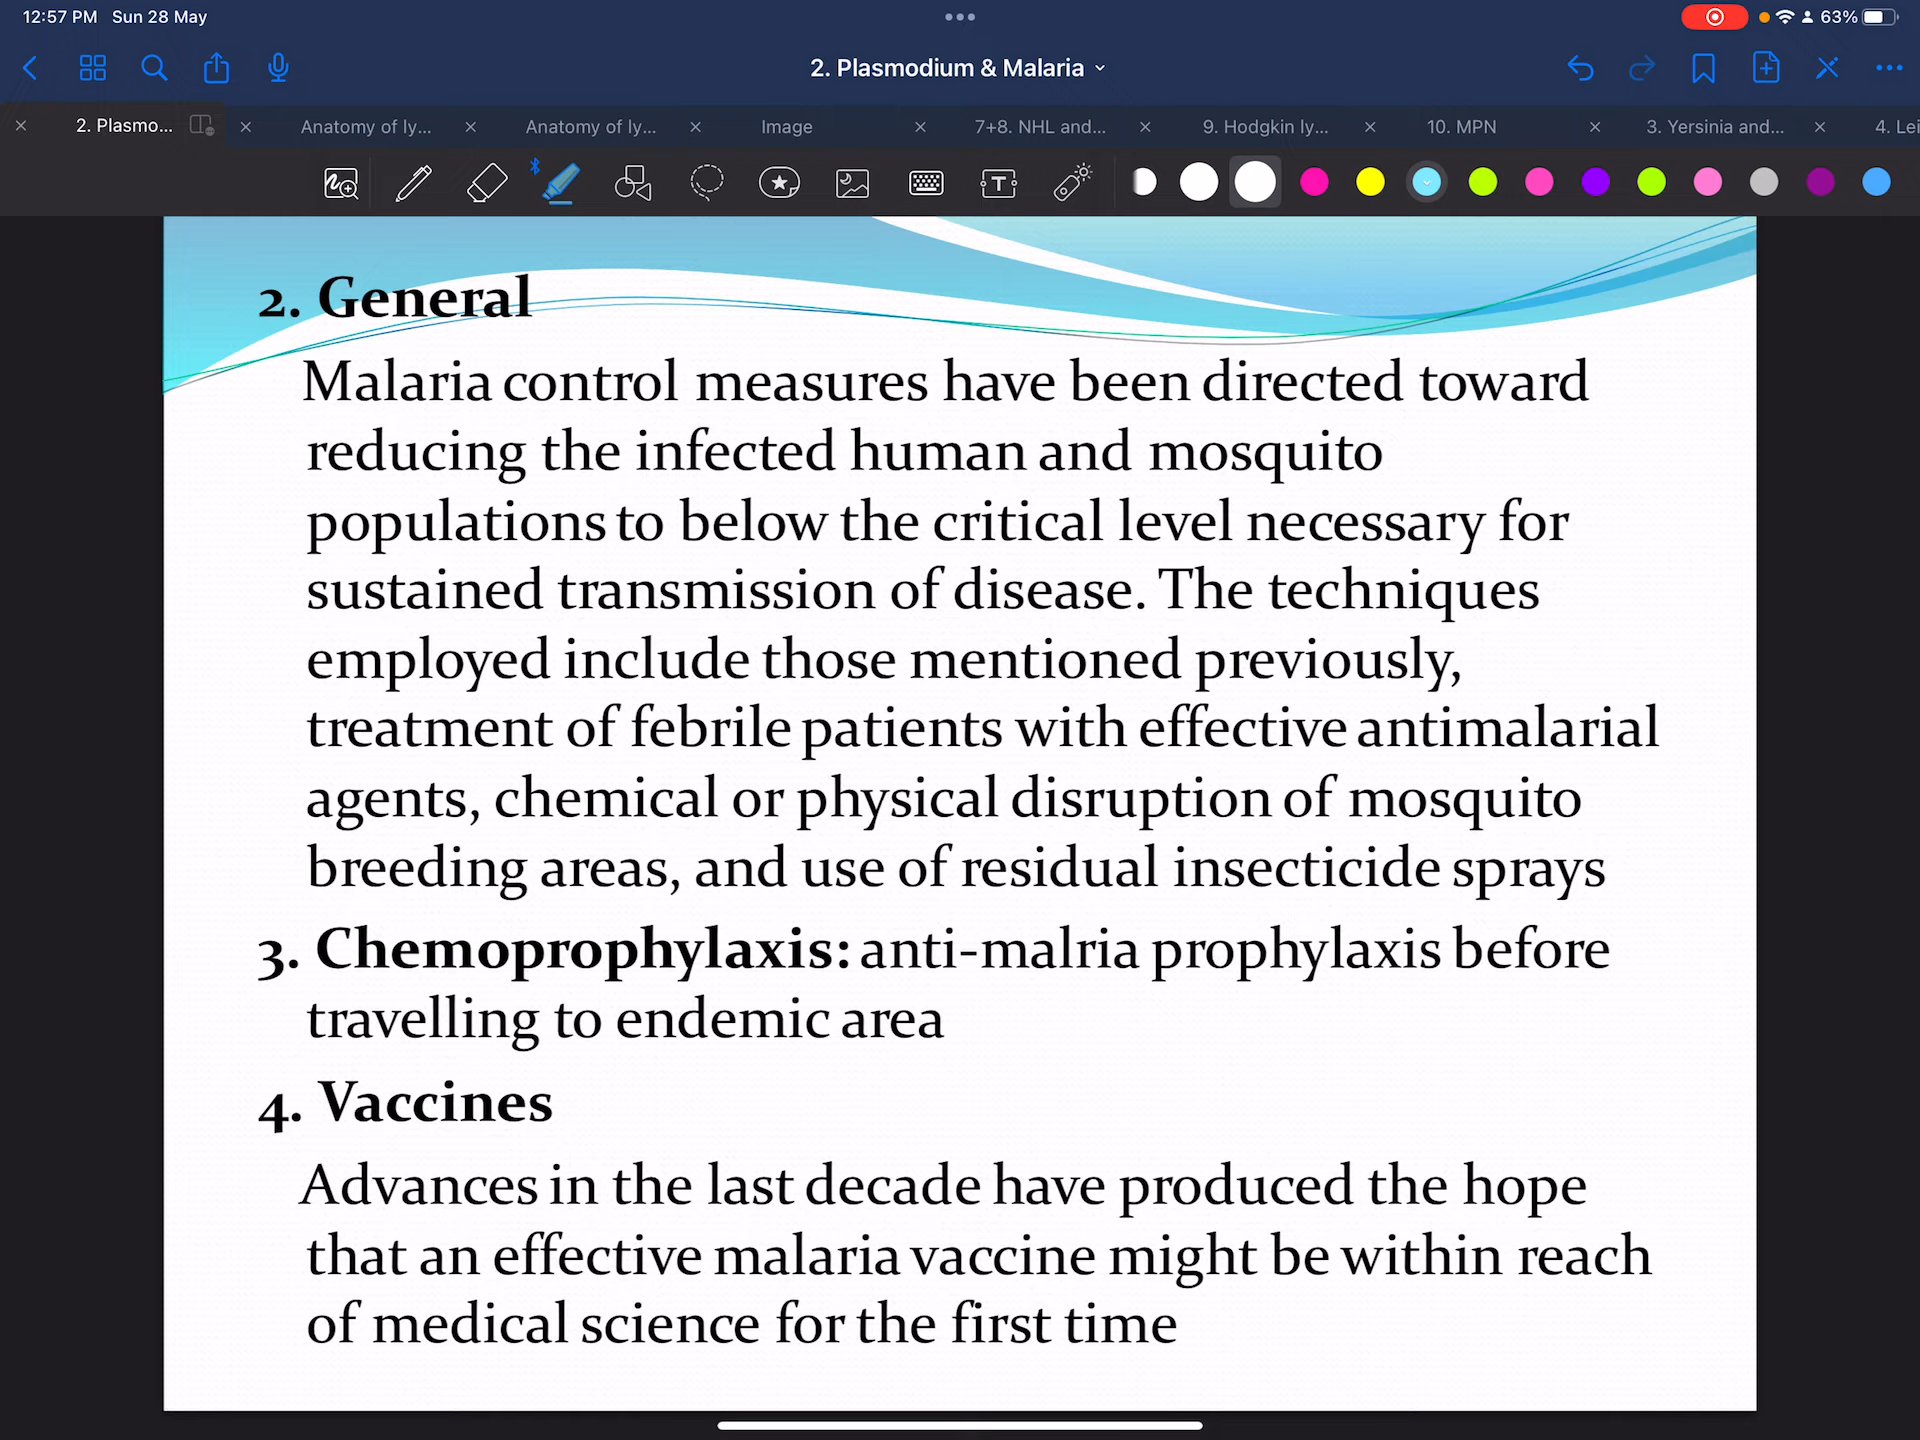 12:57 PM Sun 28 May
63%
2. Plasmodium & Malaria
2. Plasmo...
Anatomy of ly...
Anatomy of ly...
Image
7+8. NHL and...
9. Hodgkin ly...
10. MPN
3. Yersinia and...
4. Lei
2. General
Malaria control measures have been directed toward
reducing the infected human and mosquito
populations to below the critical level necessary for
sustained transmission of disease. The techniques
employed include those mentioned previously,
treatment of febrile patients with effective antimalarial
agents, chemical or physical disruption of mosquito
breeding areas, and use of residual insecticide sprays
3. Chemoprophylaxis: anti-malria prophylaxis before
travelling to endemic area
4. Vaccines
Advances in the last decade have produced the hope
that an effective malaria vaccine might be within reach
of medical science for the first time